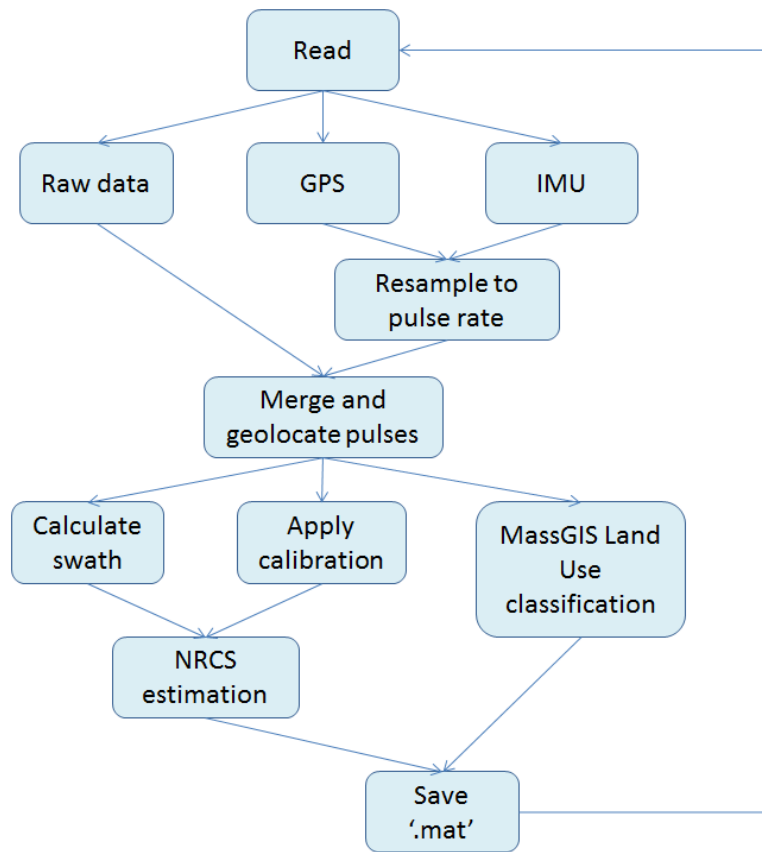 Read
Raw data
GPS
IMU
Resample to
pulse rate
Merge and
geolocate pulses
Calculate
swath
Apply
calibration
MassGIS Land
Use
classification
NRCS
estimation
Save
‘.mat’